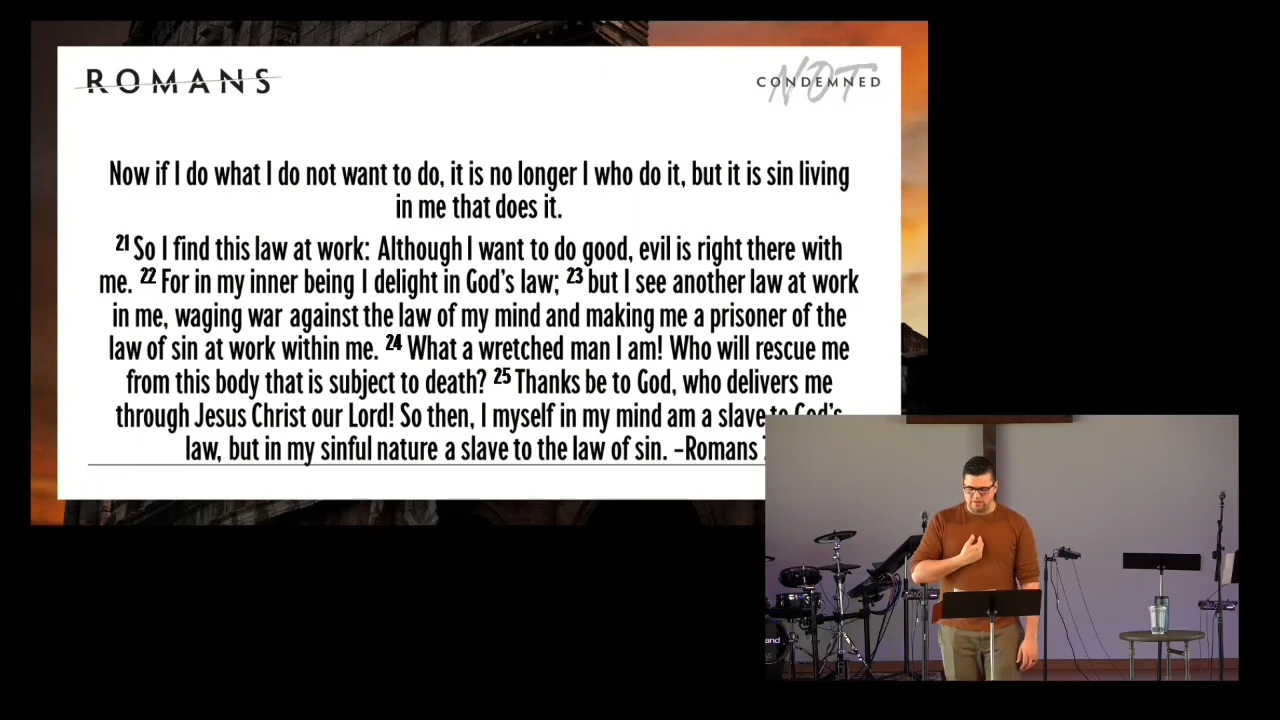 ROMANS
NOT
CONDEMNED
Now if I do what I do not want to do, it is no longer I who do it, but it is sin living
in me that does it.
21 So I find this law at work: Although I want to do good, evil is right there with
me. 22 For in my inner being I delight in God's law; 23 but I see another law at work
in me, waging war against the law of my mind and making me a prisoner of the
law of sin at work within me. 24 What a wretched man I am! Who will rescue me
from this body that is subject to death? 25 Thanks be to God, who delivers me
through Jesus Christ our Lord! So then, I myself in my mind am a slave to God's
law, but in my sinful nature a slave to the law of sin. –Romans